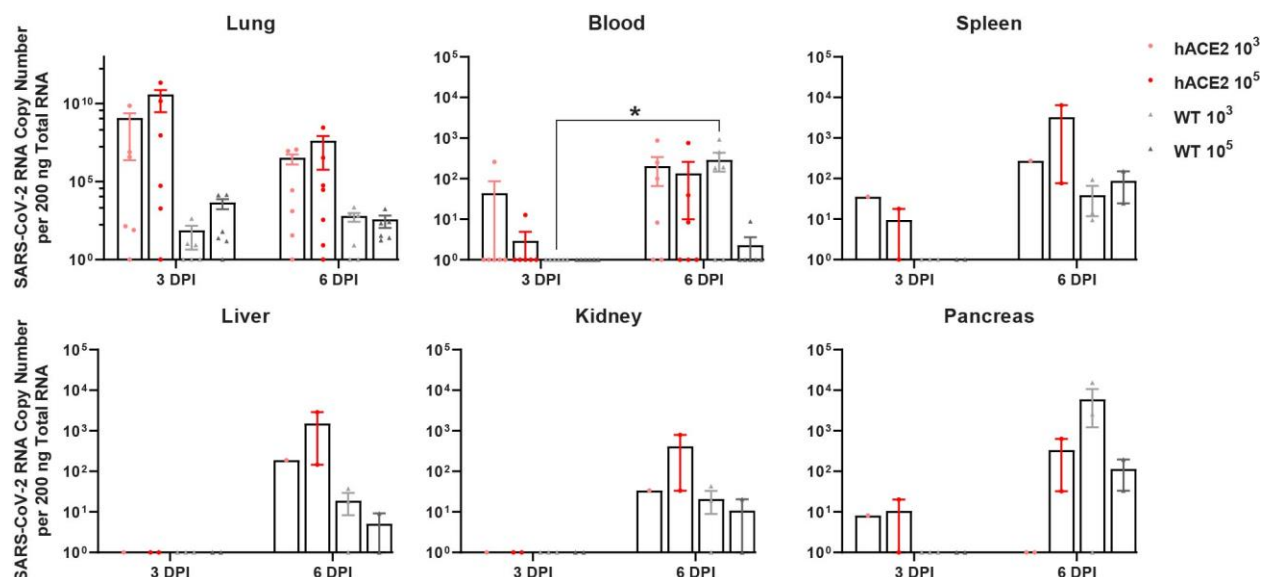 Lung
Blood
Spleen
SARS-CoV-2 RNA Copy Number
per 200 ng Total RNA
10¹⁰
10⁵
10⁰
3 DPI
6 DPI
10⁵
10⁴
10³
10²
10¹
10⁰
*
3 DPI
6 DPI
10⁵
10⁴
10³
10²
10¹
10⁰
3 DPI
6 DPI
hACE2 10³
hACE2 10⁵
WT 10³
WT 10⁵
Liver
Kidney
Pancreas
SARS-CoV-2 RNA Copy Number
per 200 ng Total RNA
10⁵
10⁴
10³
10²
10¹
10⁰
3 DPI
6 DPI
10⁵
10⁴
10³
10²
10¹
10⁰
3 DPI
6 DPI
10⁵
10⁴
10³
10²
10¹
10⁰
3 DPI
6 DPI